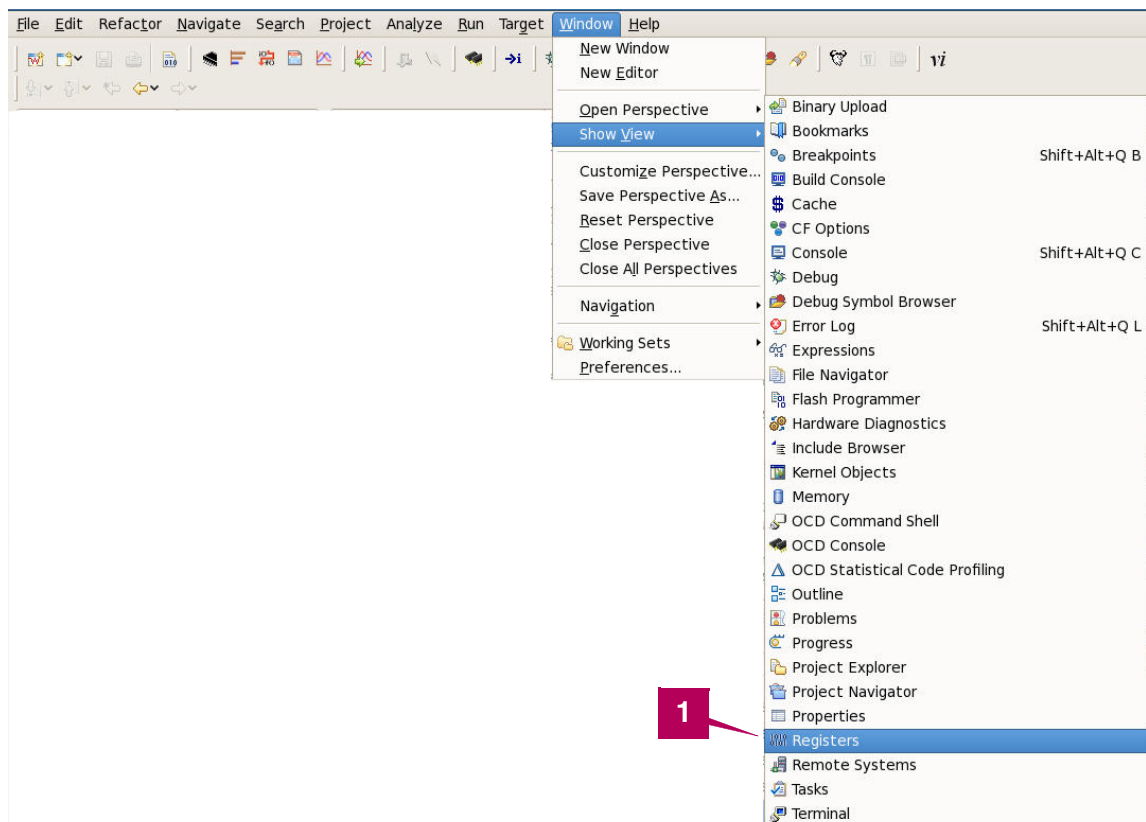 File Edit Refactor Navigate Search Project Analyze Run Target Window Help
New Window
New Editor
vi
Open Perspective
Show View
Customize Perspective...
Save Perspective As...
Reset Perspective
Close Perspective
Close All Perspectives
Navigation
Working Sets
Preferences...
Binary Upload
Bookmarks
Breakpoints Shift+Alt+Q B
Build Console
Cache
CF Options
Console Shift+Alt+Q C
Debug
Debug Symbol Browser
Error Log Shift+Alt+Q L
Expressions
File Navigator
Flash Programmer
Hardware Diagnostics
Include Browser
Kernel Objects
Memory
OCD Command Shell
OCD Console
OCD Statistical Code Profiling
Outline
Problems
Progress
Project Explorer
Project Navigator
Properties
1
Registers
Remote Systems
Tasks
Terminal